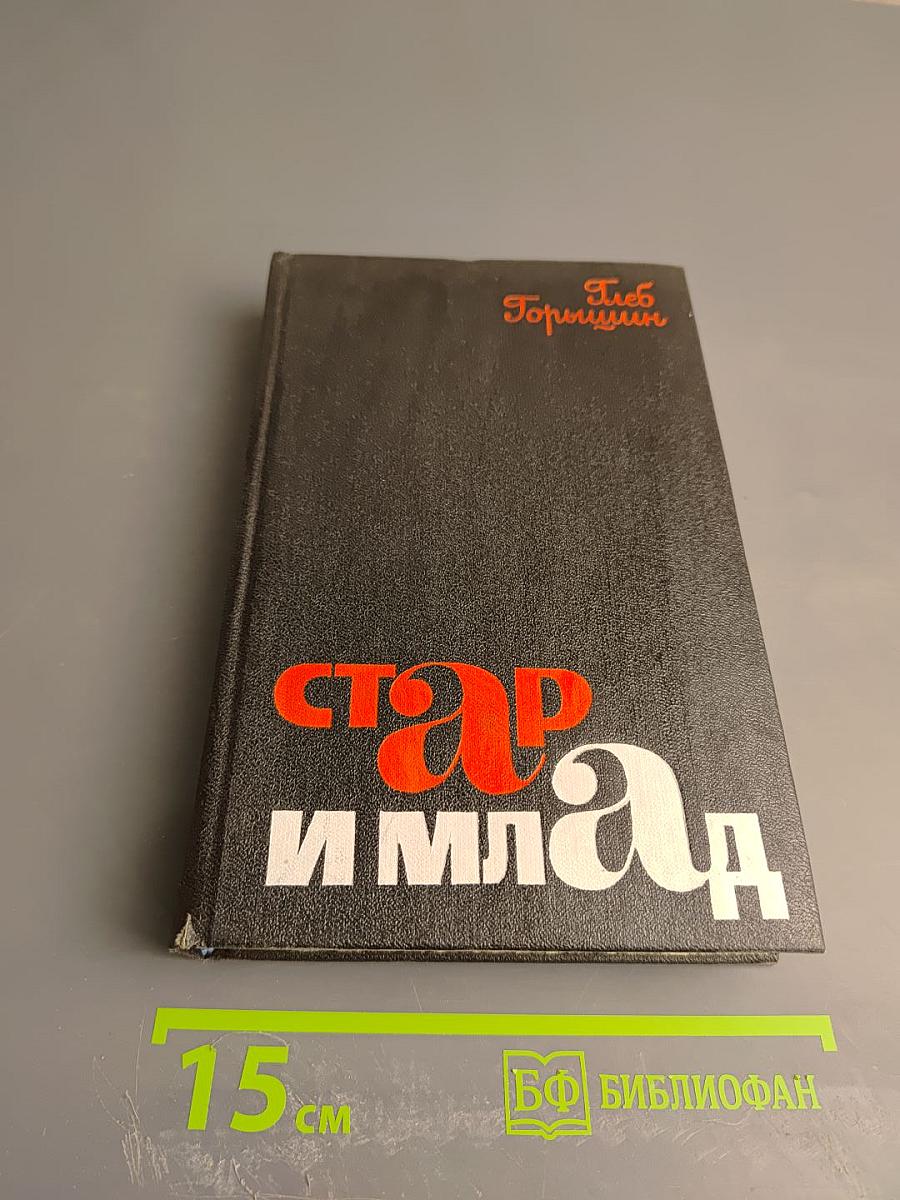 Глеб
Горышин
стар
и млад
15 см
БФ БИБЛИОФАН